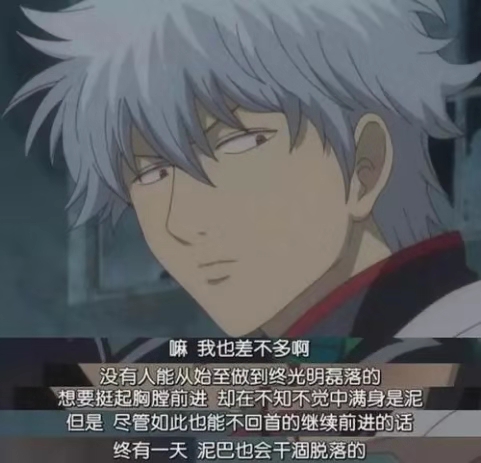 嘛 我也差不多啊
没有人能从始至做到终光明磊落的
想要挺起胸膛前进 却在不知不觉中满身是泥
但是 尽管如此也能不回首的继续前进的话
终有一天 泥巴也会干涸脱落的